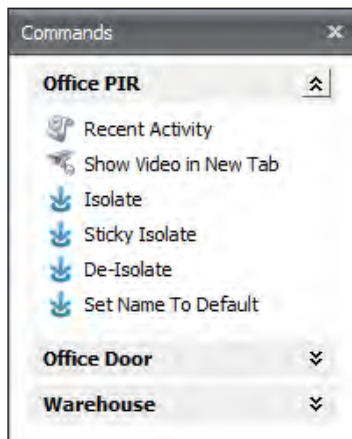 Commands
Office PIR
Recent Activity
Show Video in New Tab
Isolate
Sticky Isolate
De-Isolate
Set Name To Default
Office Door
Warehouse